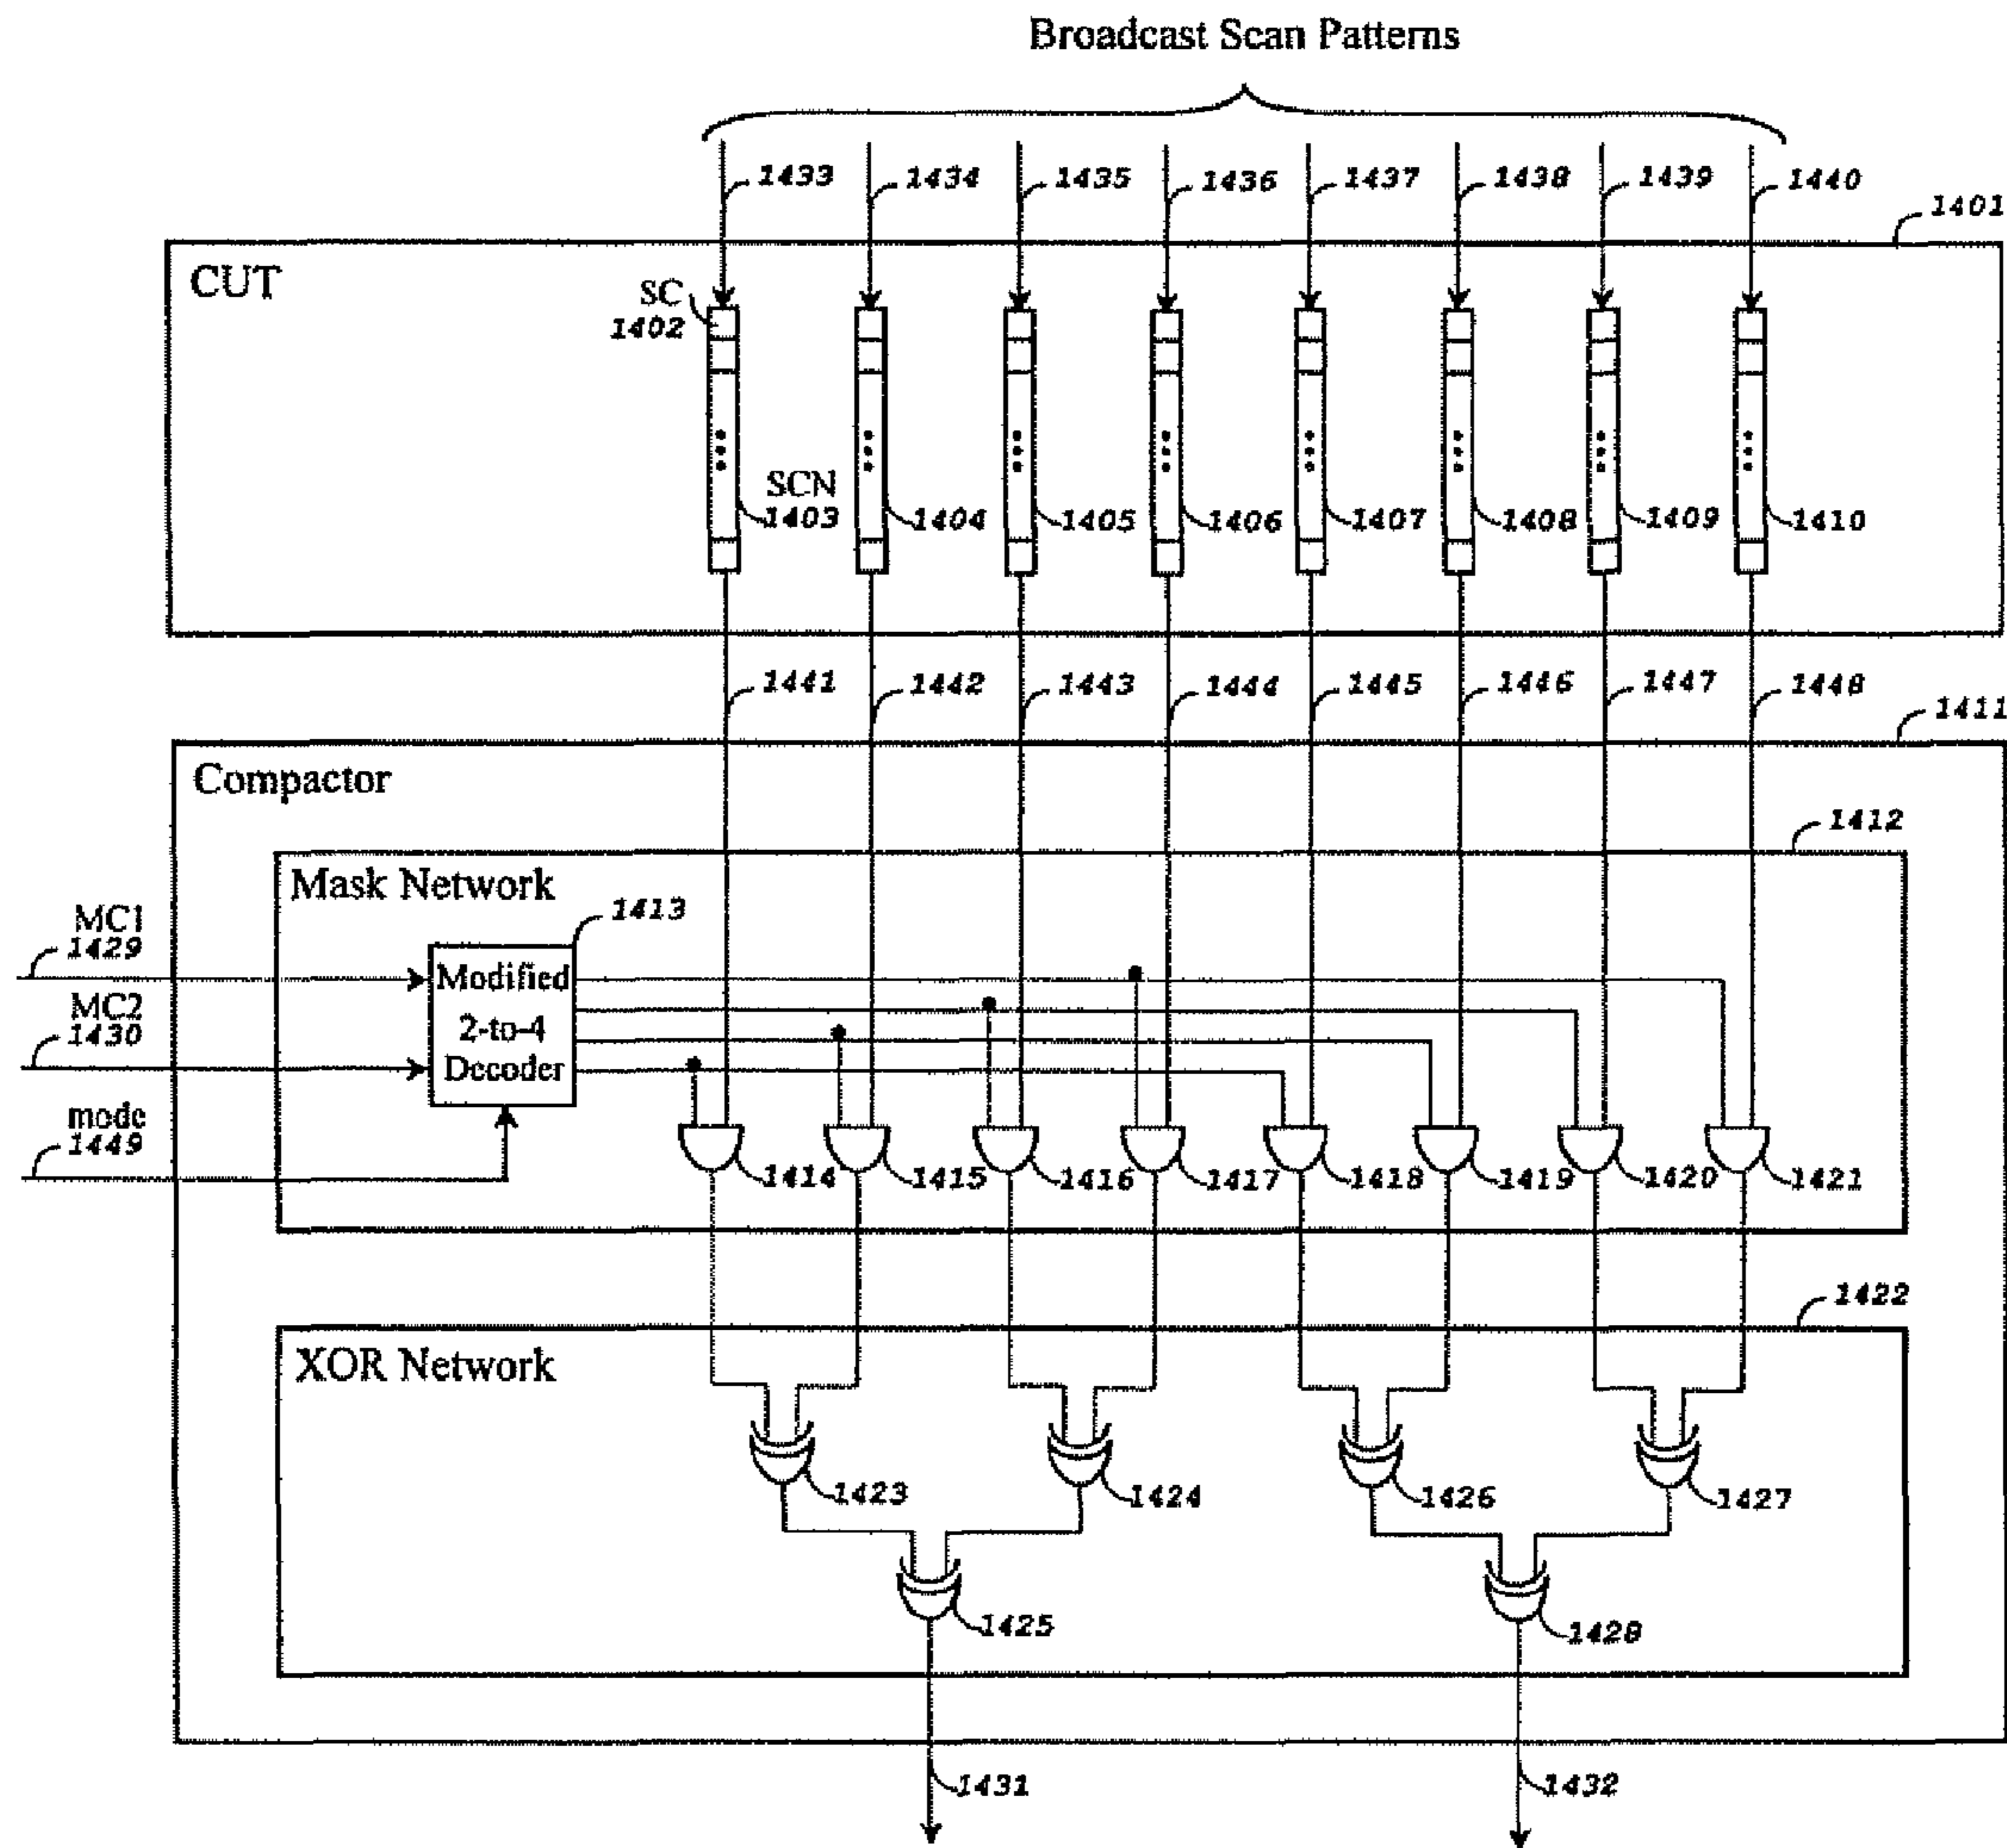 Broadcast Scan Patterns
1433 1434 1435 1436 1437 1438 1439 1440
1401
CUT
SC
1402
SCN
1403 1404 1405 1406 1407 1408 1409 1410
1441 1442 1443 1444 1445 1446 1447 1448
1411
Compactor
1412
Mask Network
1413
MC1
1429
MC2
1430
mode
1449
Modified
2-to-4
Decoder
1414 1415 1416 1417 1418 1419 1420 1421
1422
XOR Network
1423 1424 1426 1427
1425 1428
1431 1432